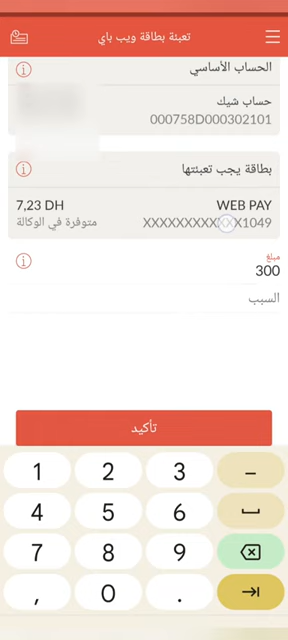 تعبئة بطاقة ويب باي
الحساب الأساسي
حساب شيك
000758D000302101
بطاقة يجب تعبئتها
WEB PAY
7,23 DH
XXXXXXXXXXXX1049
متوفرة في الوكالة
مبلغ
300
السبب
تأكيد
1 2 3 –
4 5 6
7 8 9
, 0 .